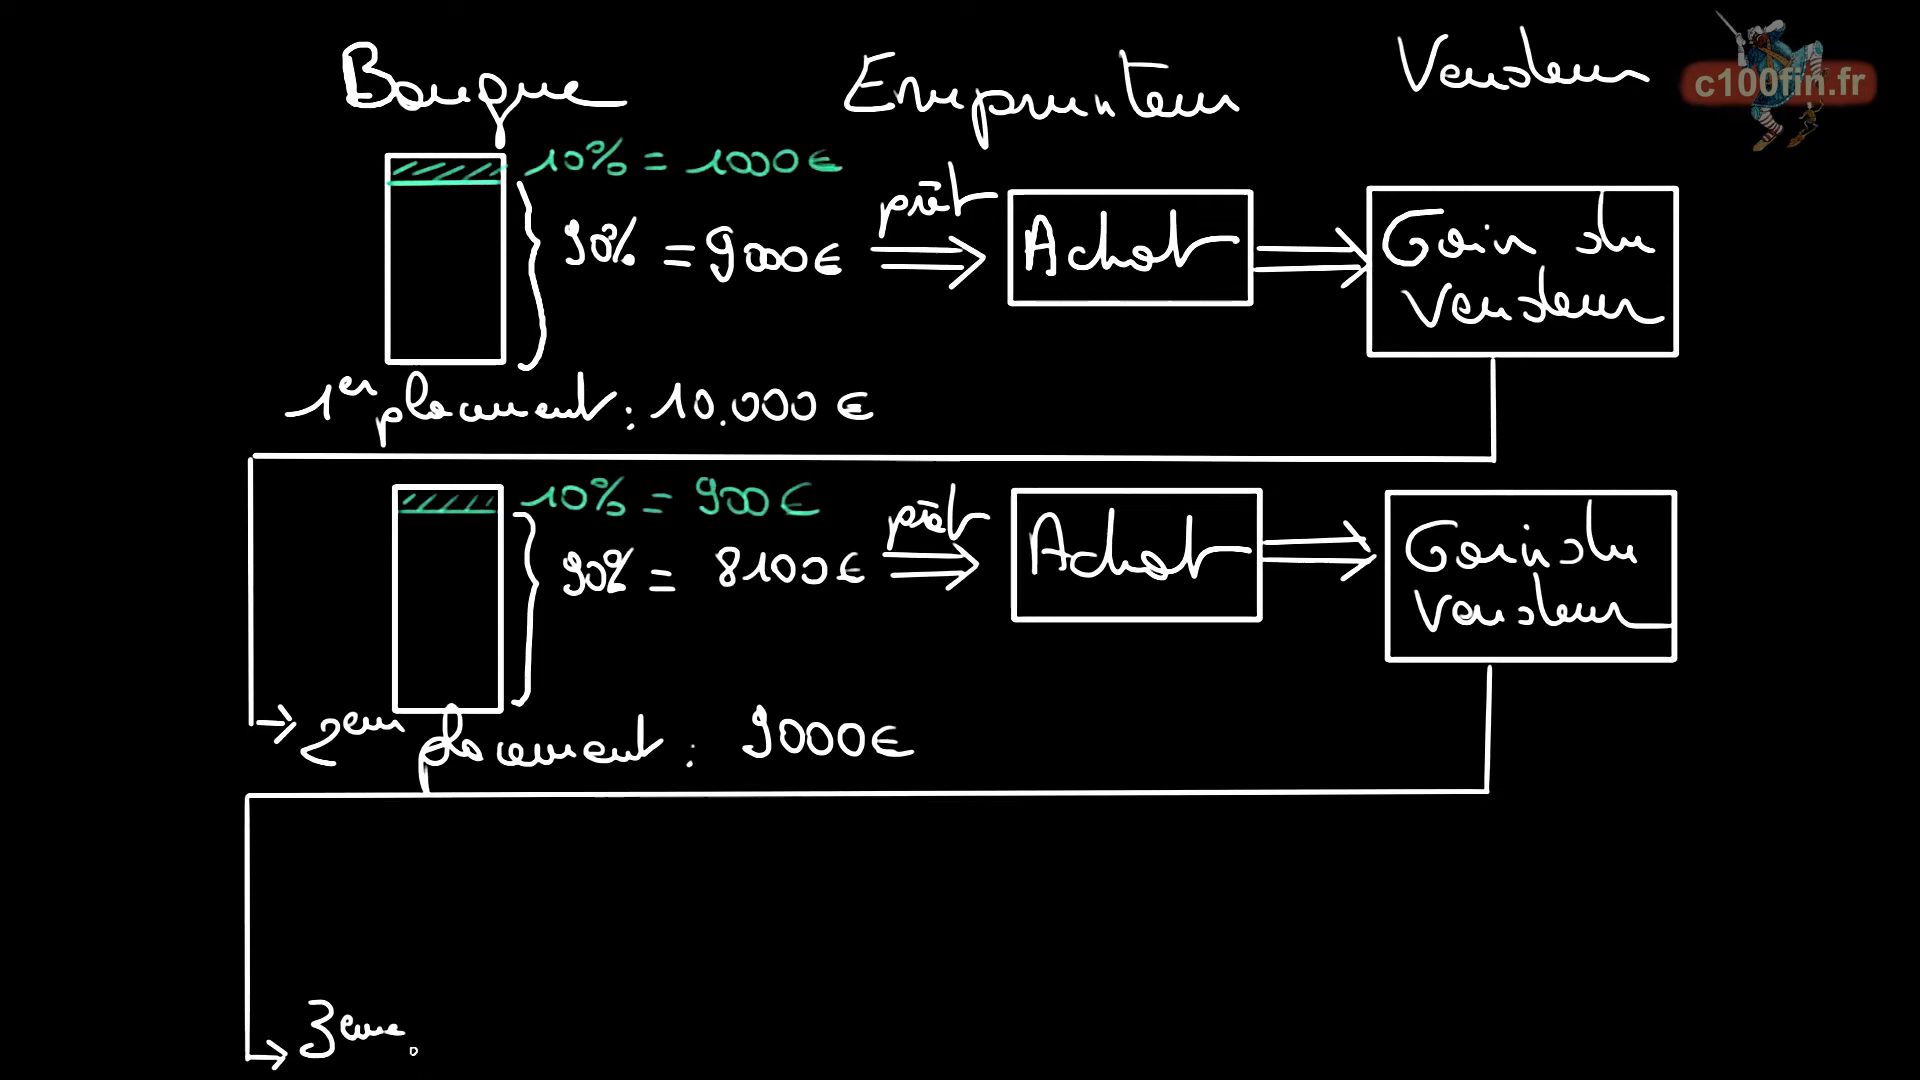 Banque Emprunteur Vendeur
c100fin.fr
10% = 1000€
90% = 9000€ prêt Achat Gain du
vendeur
1er placement : 10.000 €
10% = 900€
90% = 8100€ prêt Achat Gain du
vendeur
2eme placement : 9000€
3eme